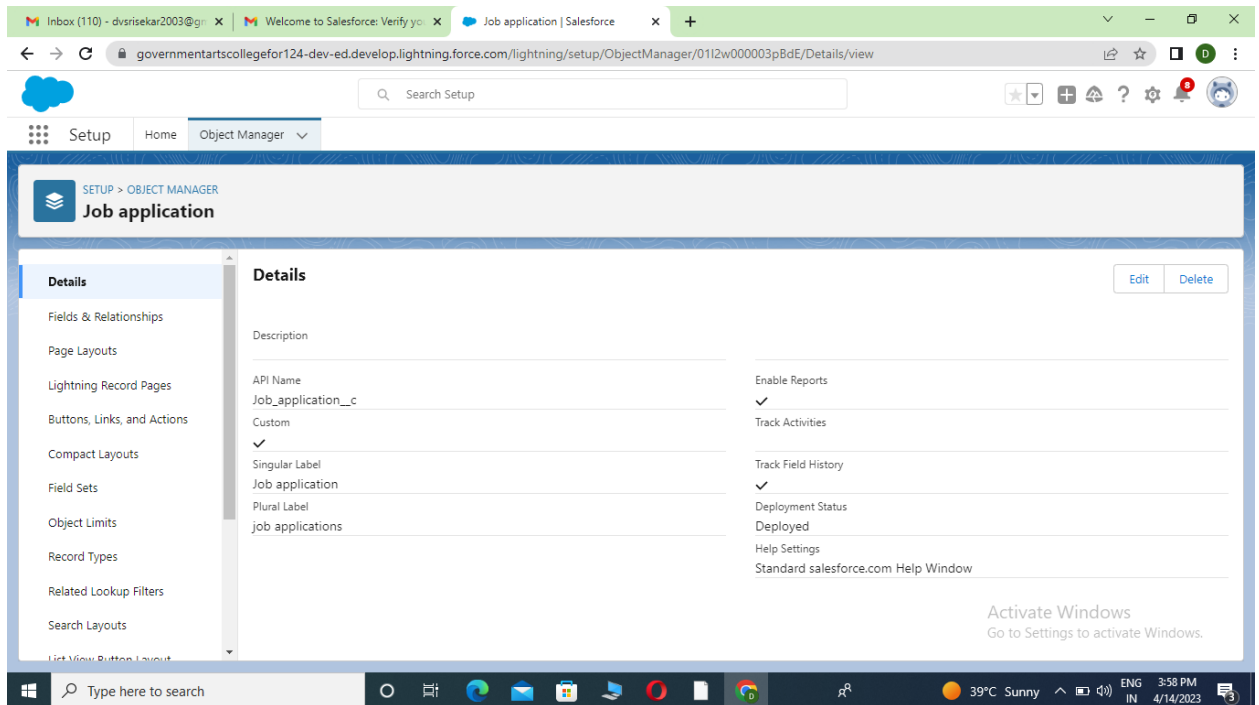 Inbox (110) - dvsrisekar2003@gm
Welcome to Salesforce: Verify yo
Job application | Salesforce
governmentartscollegefor124-dev-ed.develop.lightning.force.com/lightning/setup/ObjectManager/01I2w000003pBdE/Details/view
D
Search Setup
8
Setup
Home
Object Manager
SETUP > OBJECT MANAGER
Job application
Details
Fields & Relationships
Page Layouts
Lightning Record Pages
Buttons, Links, and Actions
Compact Layouts
Field Sets
Object Limits
Record Types
Related Lookup Filters
Search Layouts
List View Button Layout
Details
Edit
Delete
Description
API Name
Job_application__c
Custom
Singular Label
Job application
Plural Label
job applications
Enable Reports
Track Activities
Track Field History
Deployment Status
Deployed
Help Settings
Standard salesforce.com Help Window
Activate Windows
Go to Settings to activate Windows.
Type here to search
39°C Sunny
ENG
IN
3:58 PM
4/14/2023
3